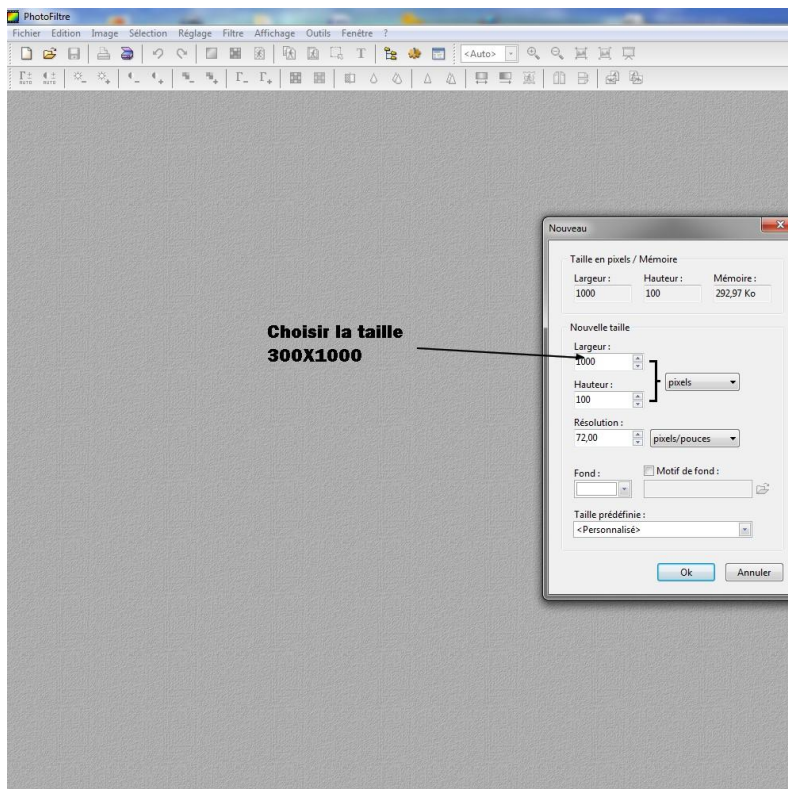 PhotoFiltre
Fichier Edition Image Sélection Réglage Filtre Affichage Outils Fenêtre ?
T <Auto>
AUTO AUTO
Nouveau
Taille en pixels / Mémoire
Largeur : Hauteur : Mémoire :
1000 100 292,97 Ko
Choisir la taille
300X1000
Nouvelle taille
Largeur :
1000
pixels
Hauteur :
100
Résolution :
72,00 pixels/pouces
Fond : Motif de fond :
Taille prédéfinie :
<Personnalisé>
Ok Annuler